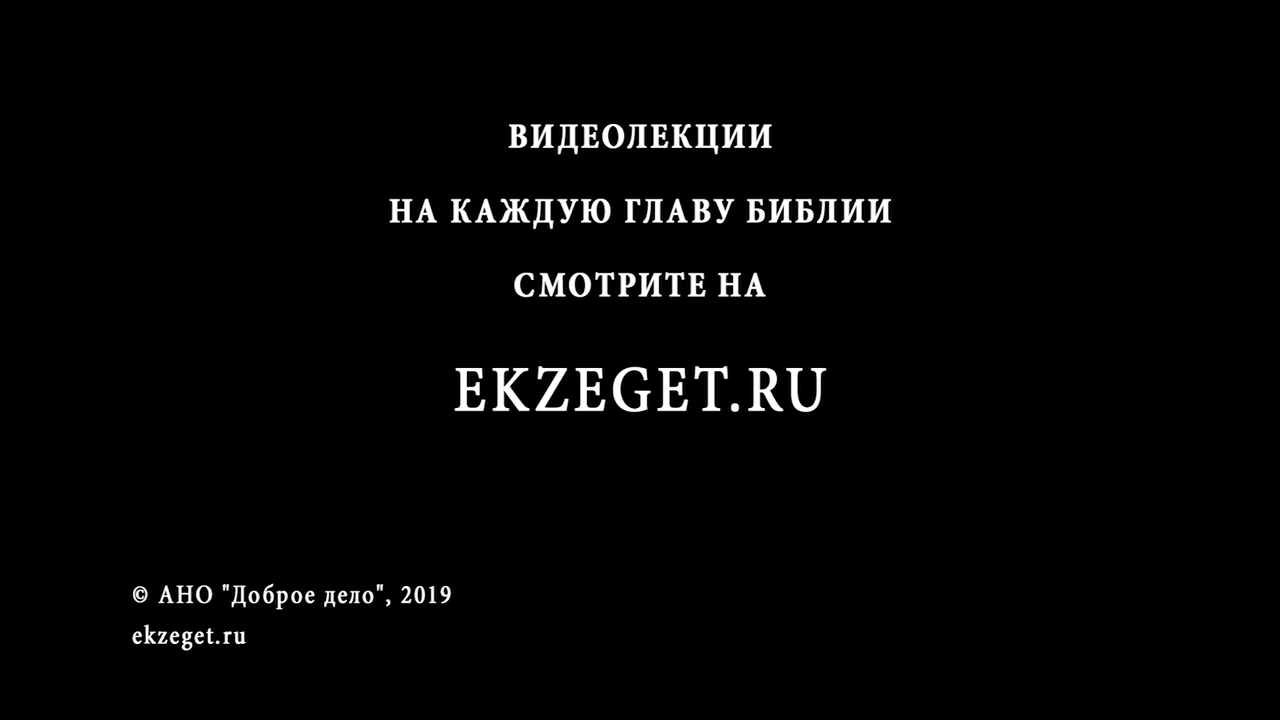 ВИДЕОЛЕКЦИИ
НА КАЖДУЮ ГЛАВУ БИБЛИИ
СМОТРИТЕ НА
EKZEGET.RU
© АНО "Доброе дело", 2019
ekzeget.ru